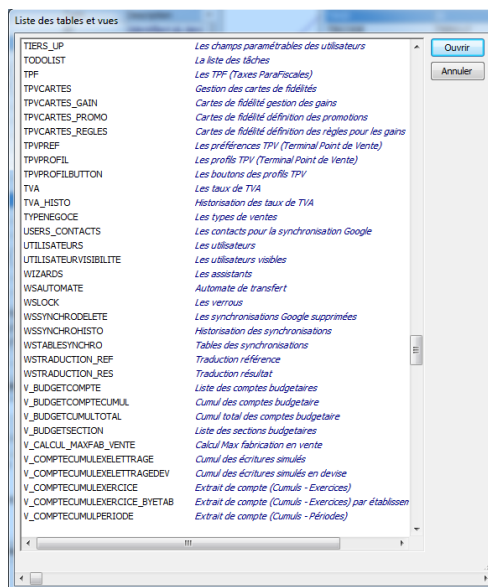 Liste des tables et vues
TIERS_UP Les champs paramétrables des utilisateurs
TODOLIST La liste des tâches
TPF Les TPF (Taxes ParaFiscales)
TPVCARTES Gestion des cartes de fidélités
TPVCARTES_GAIN Cartes de fidélité gestion des gains
TPVCARTES_PROMO Cartes de fidélité définition des promotions
TPVCARTES_REGLES Cartes de fidélité définition des règles pour les gains
TPVPREF Les préférences TPV (Terminal Point de Vente)
TPVPROFIL Les profils TPV (Terminal Point de Vente)
TPVPROFILBUTTON Les boutons des profils TPV
TVA Les taux de TVA
TVA_HISTO Historisation des taux de TVA
TYPENEGOCE Les types de ventes
USERS_CONTACTS Les contacts pour la synchronisation Google
UTILISATEURS Les utilisateurs
UTILISATEURVISIBILITE Les utilisateurs visibles
WIZARDS Les assistants
WSAUTOMATE Automate de transfert
WSLOCK Les verrous
WSSYNCHRODELETE Les synchronisations Google supprimées
WSSYNCHROHISTO Historisation des synchronisations
WSTABLESYNCHRO Tables des synchronisations
WSTRADUCTION_REF Traduction référence
WSTRADUCTION_RES Traduction résultat
V_BUDGETCOMPTE Liste des comptes budgetaires
V_BUDGETCOMPTECUMUL Cumul des comptes budgetaire
V_BUDGETCUMULTOTAL Cumul total des comptes budgetaire
V_BUDGETSECTION Liste des sections budgetaire
V_CALCUL_MAXFAB_VENTE Calcul Max fabrication en vente
V_COMPTECUMULEXELETTRAGE Cumul des écritures simulés
V_COMPTECUMULEXELETTRAGEDEV Cumul des écritures simulés en devise
V_COMPTECUMULEXERCICE Extrait de compte (Cumuls - Exercices)
V_COMPTECUMULEXERCICE_BYETAB Extrait de compte (Cumuls - Exercices) par établissem
V_COMPTECUMULPERIODE Extrait de compte (Cumuls - Périodes)
Ouvrir
Annuler